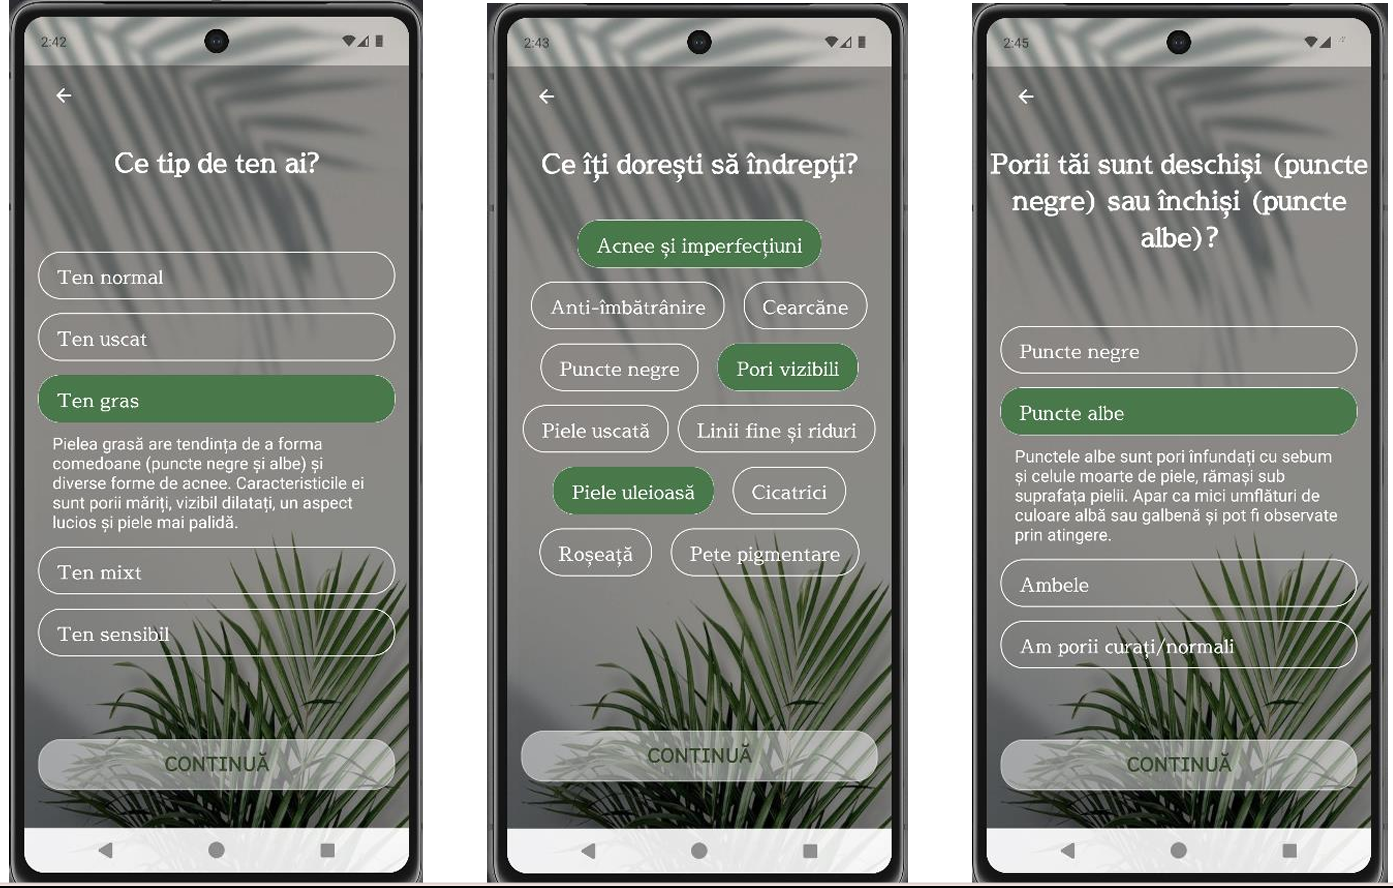 2:42
Ce tip de ten ai?
Ten normal
Ten uscat
Ten gras
Pielea grasă are tendința de a forma
comedoane (puncte negre și albe) și
diverse forme de acnee. Caracteristicile ei
sunt porii măriți, vizibil dilatați, un aspect
lucios și piele mai palidă.
Ten mixt
Ten sensibil
CONTINUĂ
2:43
Ce îți dorești să îndrepți?
Acnee și imperfecțiuni
Anti-îmbătrânire
Cearcăne
Puncte negre
Pori vizibili
Piele uscată
Linii fine și riduri
Piele uleioasă
Cicatrici
Roșeață
Pete pigmentare
CONTINUĂ
2:45
Porii tăi sunt deschiși (puncte
negre) sau închiși (puncte
albe)?
Puncte negre
Puncte albe
Punctele albe sunt pori înfundați cu sebum
și celule moarte de piele, rămași sub
suprafața pielii. Apar ca mici umflături de
culoare albă sau galbenă și pot fi observate
prin atingere.
Ambele
Am porii curați/normali
CONTINUĂ